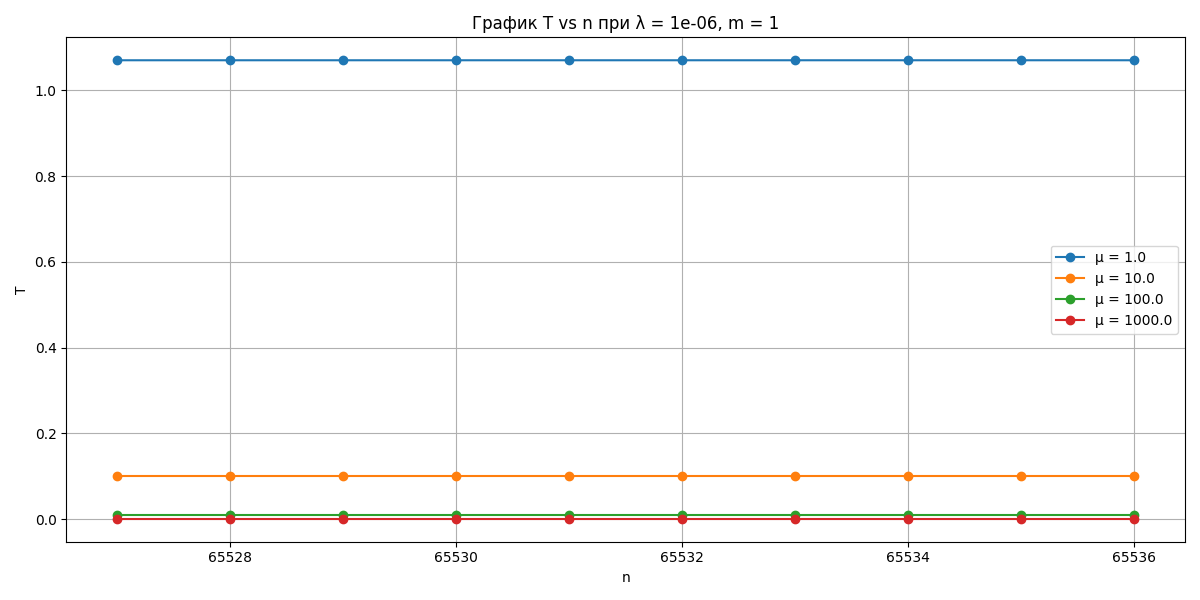 График T vs n при λ = 1e-06, m = 1
T
1.0
0.8
0.6
0.4
0.2
0.0
μ = 1.0
μ = 10.0
μ = 100.0
μ = 1000.0
65528 65530 65532 65534 65536
n